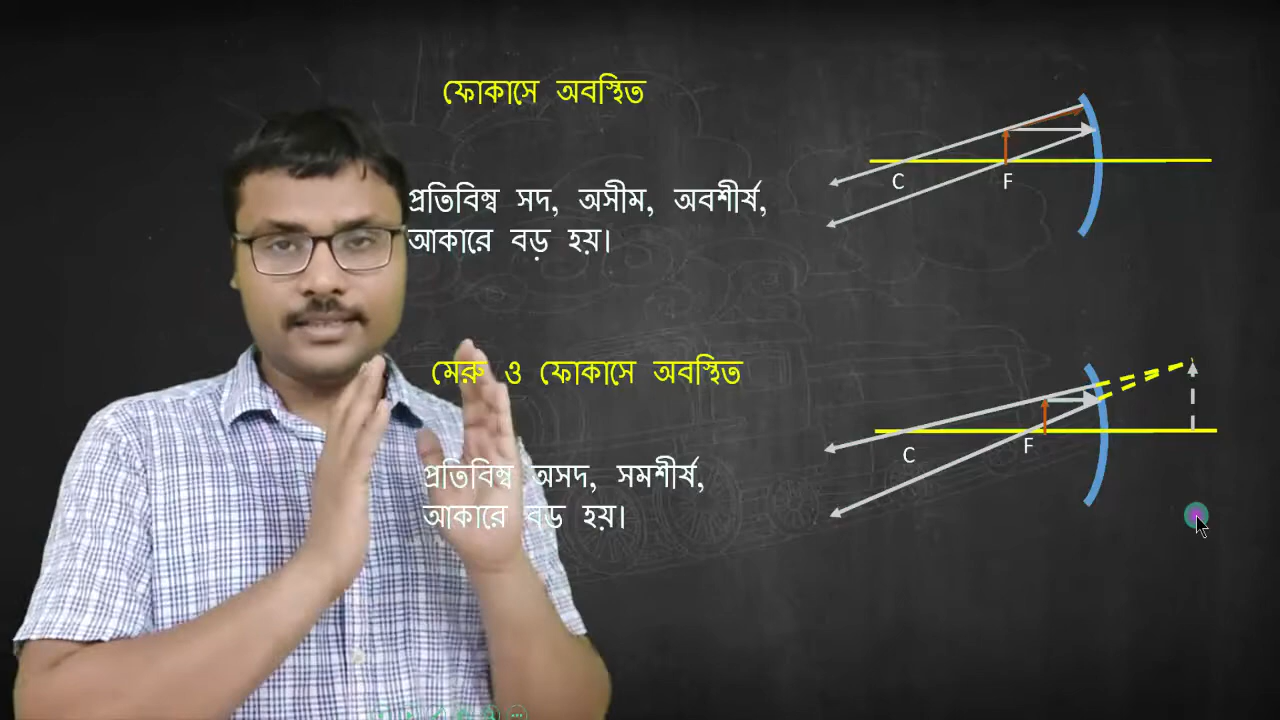 ফোকাসে অবস্থিত
প্রতিবিম্ব সদ, অসীম, অবশীর্ষ,
আকারে বড় হয়।
C
F
মেরু ও ফোকাসে অবস্থিত
প্রতিবিম্ব অসদ, সমশীর্ষ,
আকারে বড় হয়।
C
F